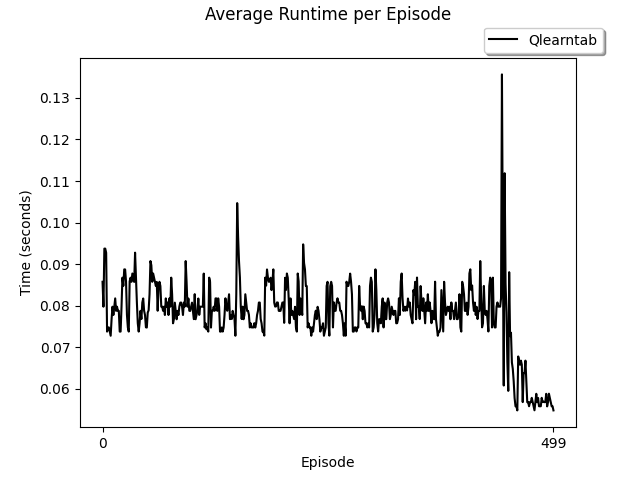 Average Runtime per Episode
Qlearntab
0.13
0.12
0.11
0.10
0.09
0.08
0.07
0.06
Time (seconds)
0
499
Episode